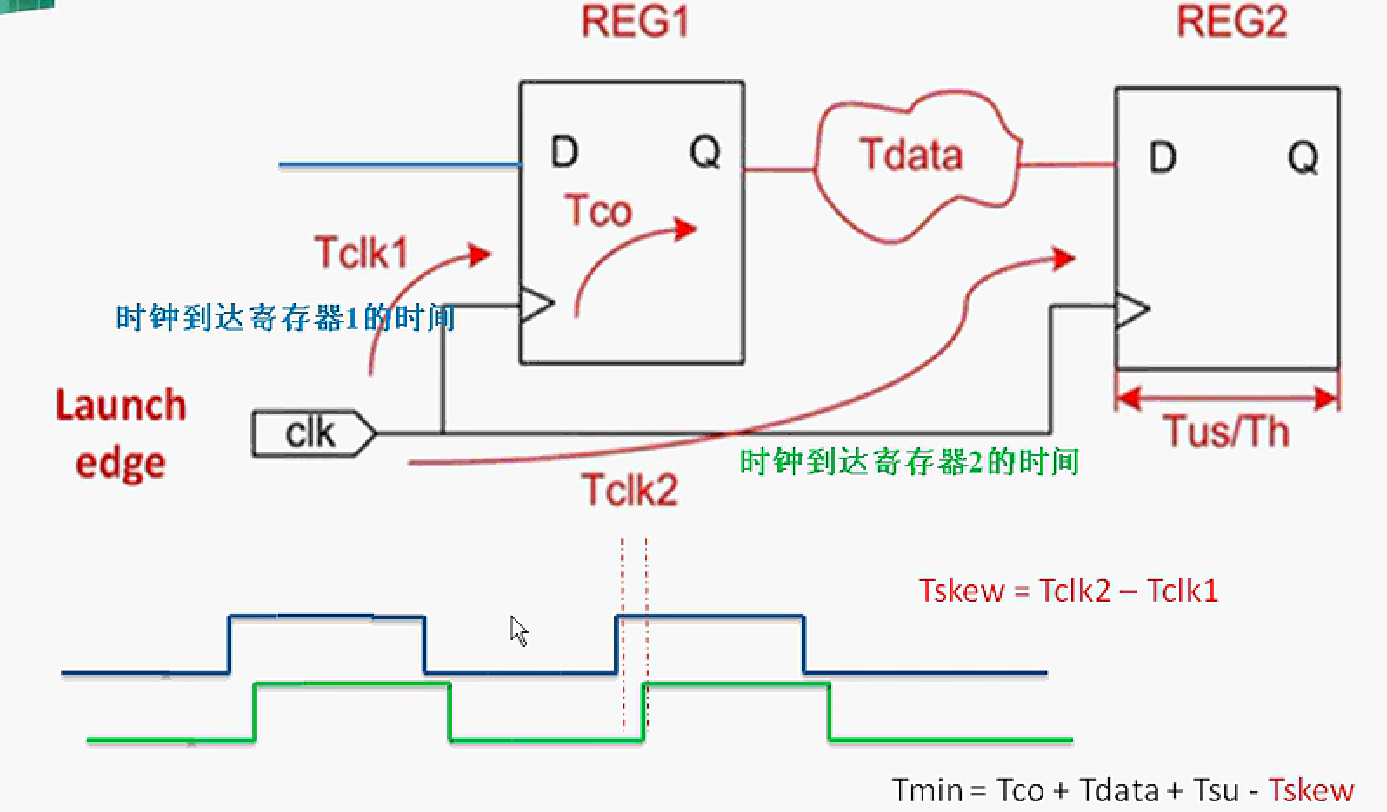 REG1
REG2
D
Q
Tdata
D
Q
Tco
Tclk1
时钟到达寄存器1的时间
Launch
edge
clk
Tus/Th
时钟到达寄存器2的时间
Tclk2
Tskew = Tclk2 – Tclk1
Tmin = Tco + Tdata + Tsu - Tskew